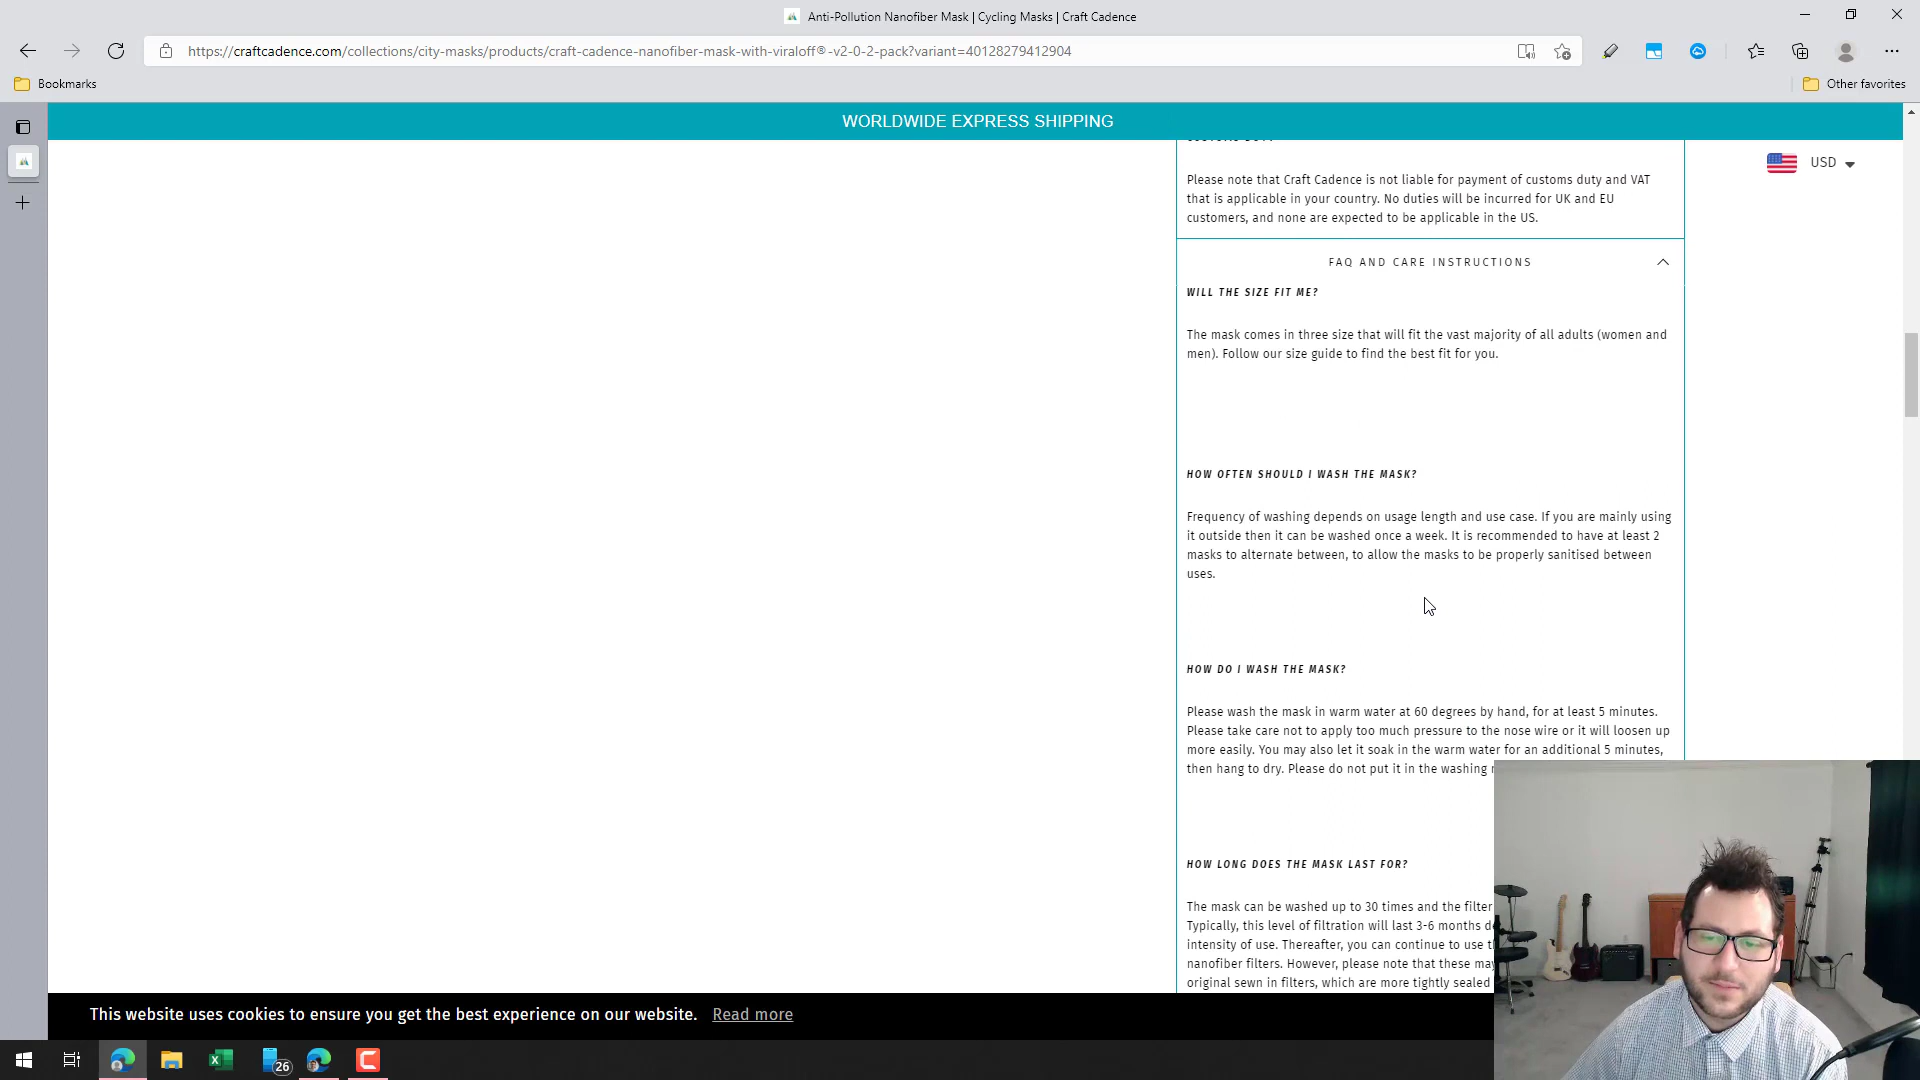 Anti-Pollution Nanofiber Mask | Cycling Masks | Craft Cadence
https://craftcadence.com/collections/city-masks/products/craft-cadence-nanofiber-mask-with-viraloff®-v2-0-2-pack?variant=40128279412904
Bookmarks
Other favorites
WORLDWIDE EXPRESS SHIPPING
USD
Please note that Craft Cadence is not liable for payment of customs duty and VAT
that is applicable in your country. No duties will be incurred for UK and EU
customers, and none are expected to be applicable in the US.
FAQ AND CARE INSTRUCTIONS
WILL THE SIZE FIT ME?
The mask comes in three size that will fit the vast majority of all adults (women and
men). Follow our size guide to find the best fit for you.
HOW OFTEN SHOULD I WASH THE MASK?
Frequency of washing depends on usage length and use case. If you are mainly using
it outside then it can be washed once a week. It is recommended to have at least 2
masks to alternate between, to allow the masks to be properly sanitised between
uses.
HOW DO I WASH THE MASK?
Please wash the mask in warm water at 60 degrees by hand, for at least 5 minutes.
Please take care not to apply too much pressure to the nose wire or it will loosen up
more easily. You may also let it soak in the warm water for an additional 5 minutes,
then hang to dry. Please do not put it in the washing
HOW LONG DOES THE MASK LAST FOR?
The mask can be washed up to 30 times and the filter
Typically, this level of filtration will last 3-6 months
intensity of use. Thereafter, you can continue to use
nanofiber filters. However, please note that these may
original sewn in filters, which are more tightly sealed
This website uses cookies to ensure you get the best experience on our website. Read more
26